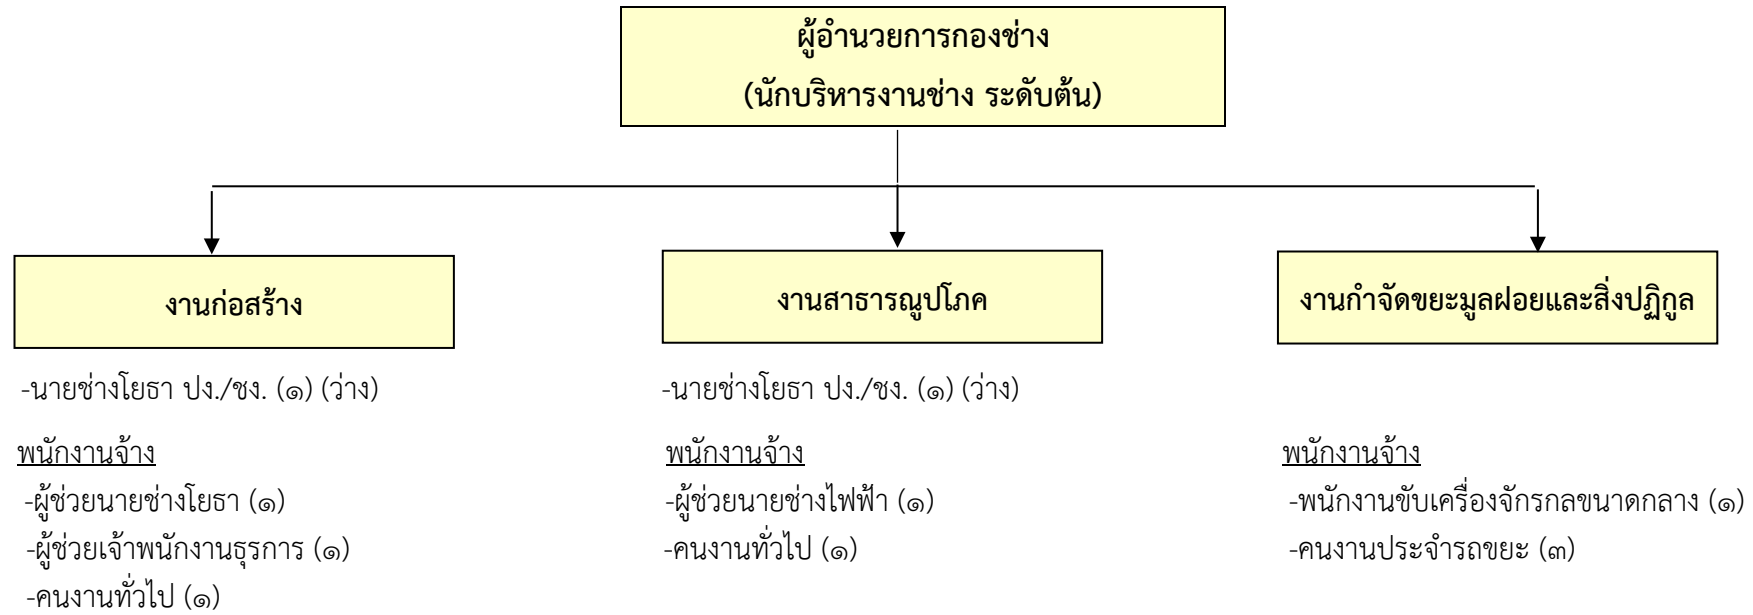 ผู้อำนวยการกองช่าง
(นักบริหารงานช่าง ระดับต้น)
งานก่อสร้าง
-นายช่างโยธา ปง./ชง. (๑) (ว่าง)
พนักงานจ้าง
-ผู้ช่วยนายช่างโยธา (๑)
-ผู้ช่วยเจ้าพนักงานธุรการ (๑)
-คนงานทั่วไป (๑)
งานสาธารณูปโภค
-นายช่างโยธา ปง./ชง. (๑) (ว่าง)
พนักงานจ้าง
-ผู้ช่วยนายช่างไฟฟ้า (๑)
-คนงานทั่วไป (๑)
งานกำจัดขยะมูลฝอยและสิ่งปฏิกูล
พนักงานจ้าง
-พนักงานขับเครื่องจักรกลขนาดกลาง (๑)
-คนงานประจำรถขยะ (๓)